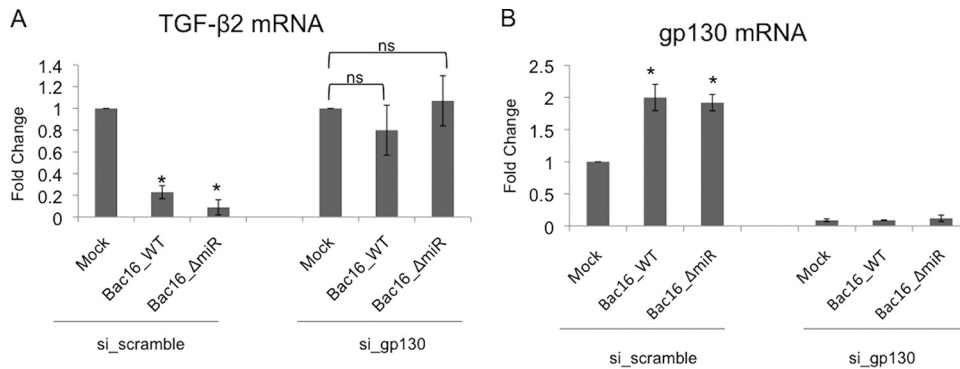 A
TGF-β2 mRNA
Fold Change
1.4
1.2
1
0.8
0.6
0.4
0.2
0
*
*
ns
ns
Mock
Bac16_WT
Bac16_ΔmiR
Mock
Bac16_WT
Bac16_ΔmiR
si_scramble
si_gp130
B
gp130 mRNA
Fold Change
2.5
2
1.5
1
0.5
0
*
*
Mock
Bac16_WT
Bac16_ΔmiR
Mock
Bac16_WT
Bac16_ΔmiR
si_scramble
si_gp130